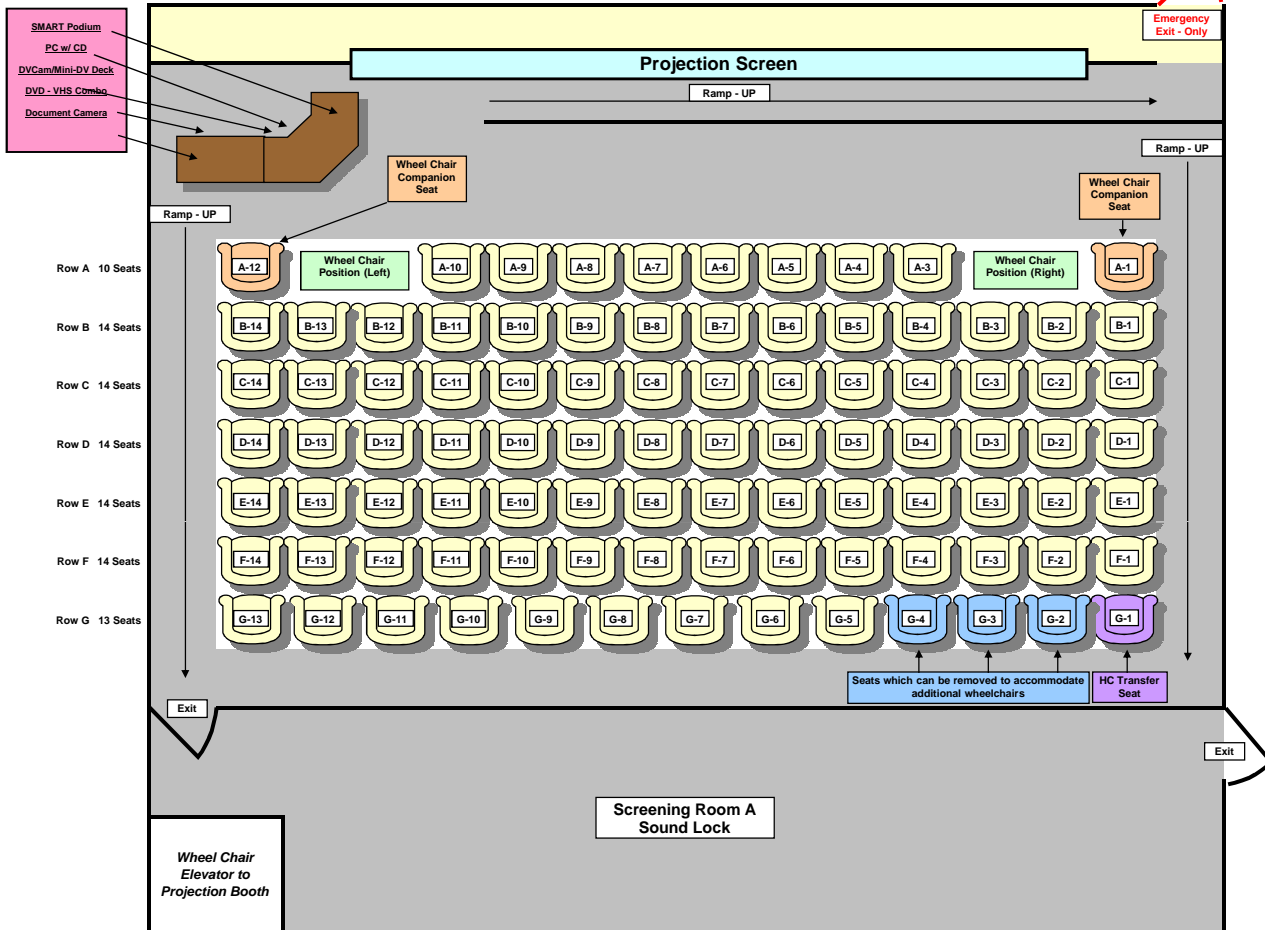 SMART Podium
PC w/ CD
DVCam/Mini-DV Deck
DVD - VHS Combo
Document Camera
Emergency
Exit - Only
Projection Screen
Ramp - UP
Ramp - UP
Wheel Chair
Companion
Seat
Wheel Chair
Companion
Seat
Ramp - UP
Row A 10 Seats
A-12
Wheel Chair
Position (Left)
A-10 A-9 A-8 A-7 A-6 A-5 A-4 A-3
Wheel Chair
Position (Right)
A-1
Row B 14 Seats B-14 B-13 B-12 B-11 B-10 B-9 B-8 B-7 B-6 B-5 B-4 B-3 B-2 B-1
Row C 14 Seats C-14 C-13 C-12 C-11 C-10 C-9 C-8 C-7 C-6 C-5 C-4 C-3 C-2 C-1
Row D 14 Seats D-14 D-13 D-12 D-11 D-10 D-9 D-8 D-7 D-6 D-5 D-4 D-3 D-2 D-1
Row E 14 Seats E-14 E-13 E-12 E-11 E-10 E-9 E-8 E-7 E-6 E-5 E-4 E-3 E-2 E-1
Row F 14 Seats F-14 F-13 F-12 F-11 F-10 F-9 F-8 F-7 F-6 F-5 F-4 F-3 F-2 F-1
Row G 13 Seats G-13 G-12 G-11 G-10 G-9 G-8 G-7 G-6 G-5 G-4 G-3 G-2 G-1
Seats which can be removed to accommodate
additional wheelchairs
HC Transfer
Seat
Exit
Exit
Screening Room A
Sound Lock
Wheel Chair
Elevator to
Projection Booth